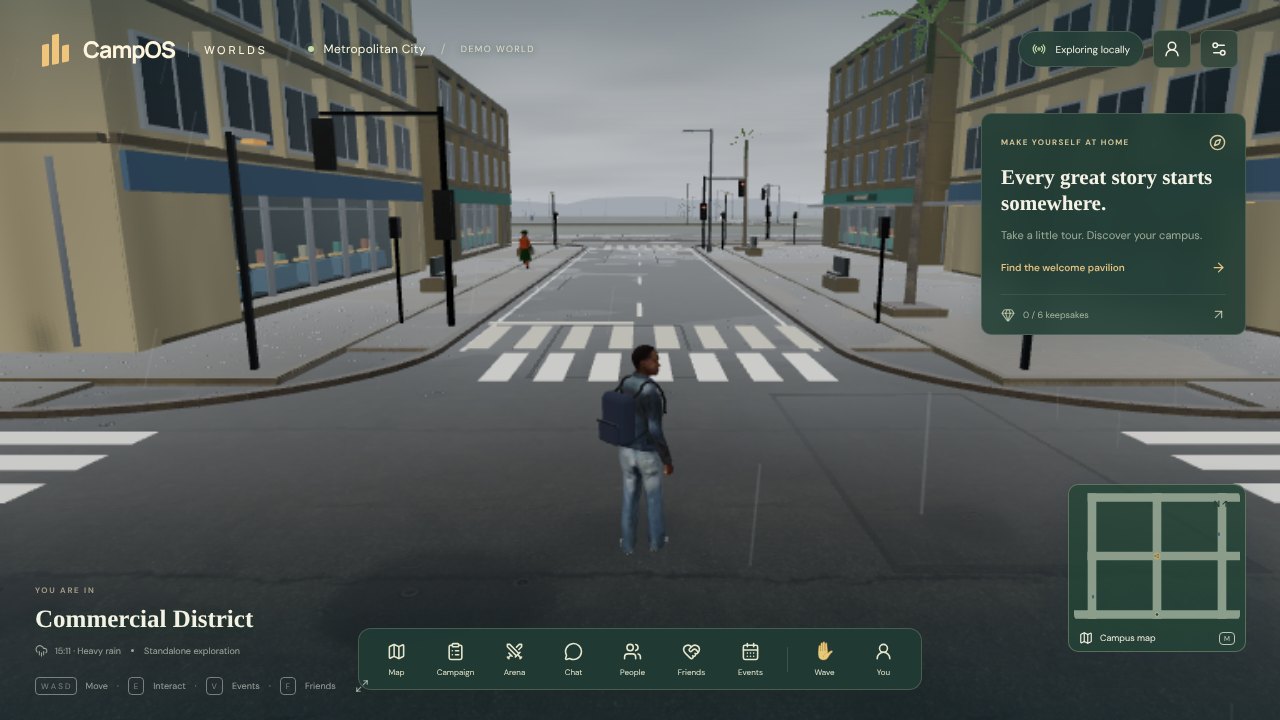 CampOS WORLDS Metropolitan City / DEMO WORLD
Exploring locally
MAKE YOURSELF AT HOME
Every great story starts
somewhere.
Take a little tour. Discover your campus.
Find the welcome pavilion
0 / 6 keepsakes
YOU ARE IN
Commercial District
15:11 · Heavy rain • Standalone exploration
WASD Move · E Interact · V Events · F Friends
Map Campaign Arena Chat People Friends Events Wave You
Campus map M